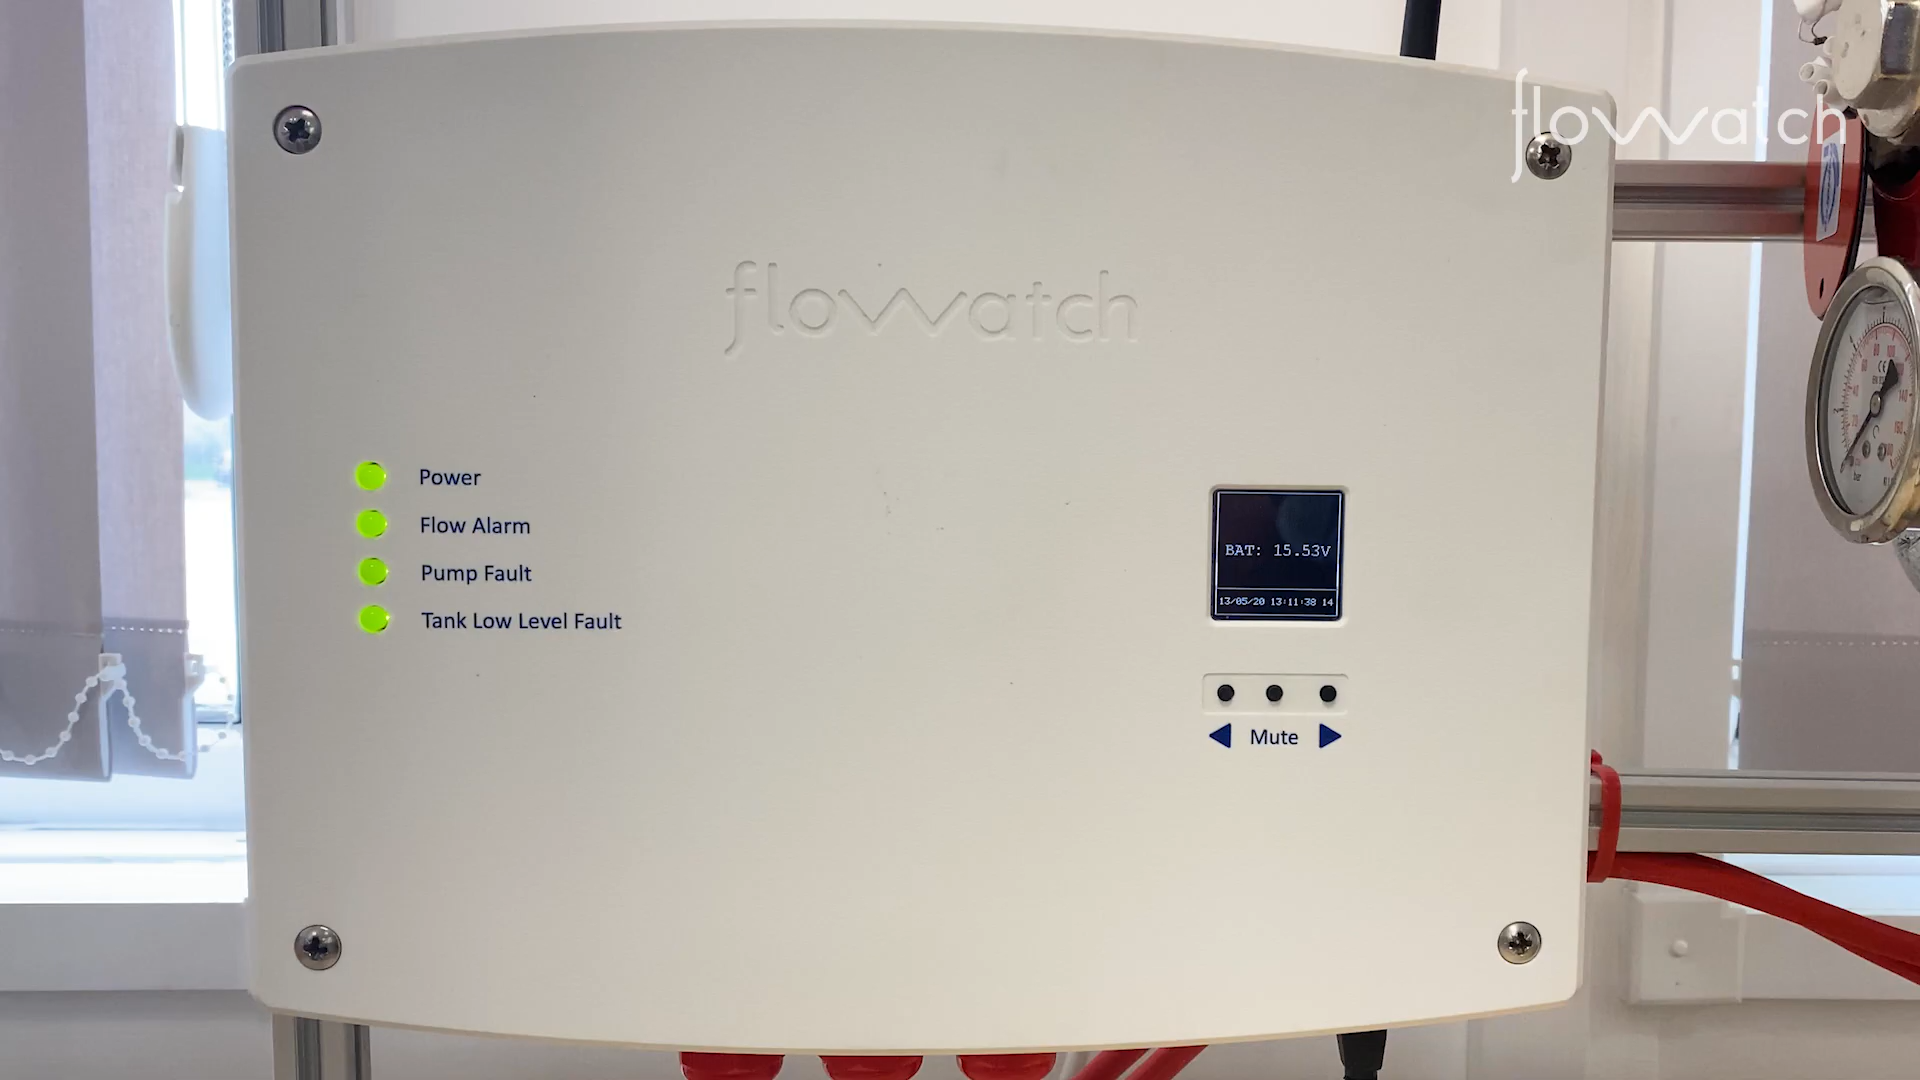 flowatch
flowatch
Power
Flow Alarm
Pump Fault
Tank Low Level Fault
BAT: 15.53V
13/05/20 13:11:38 14
Mute